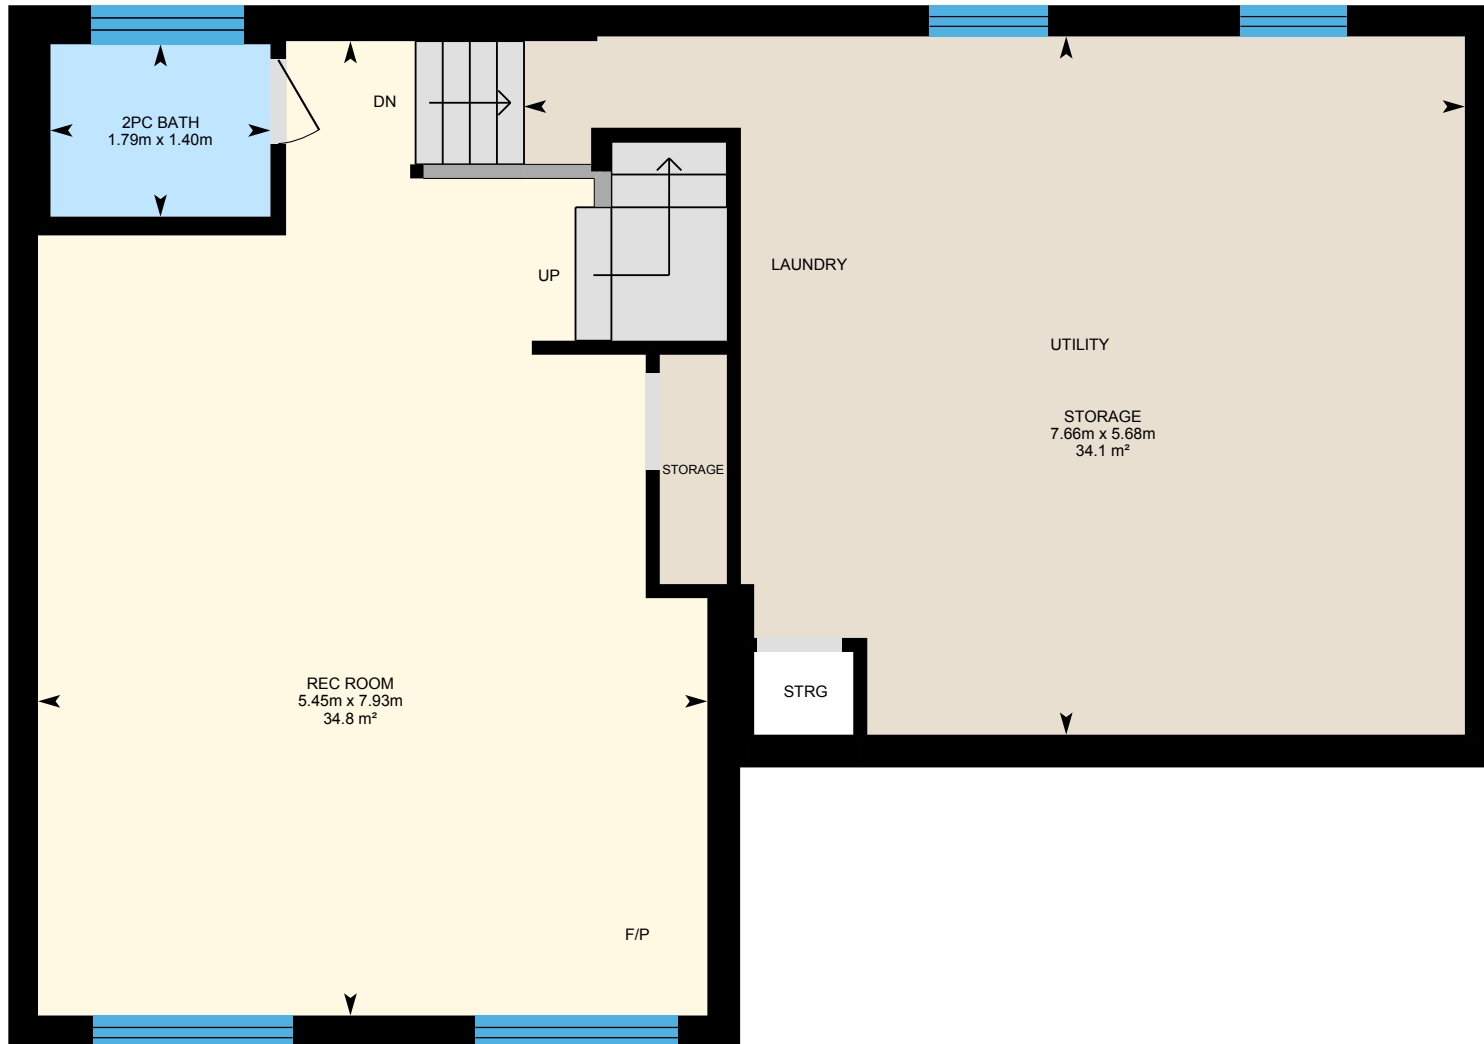 2PC BATH
1.79m x 1.40m
DN
UP
LAUNDRY
UTILITY
STORAGE
7.66m x 5.68m
34.1 m²
STORAGE
REC ROOM
5.45m x 7.93m
34.8 m²
STRG
F/P